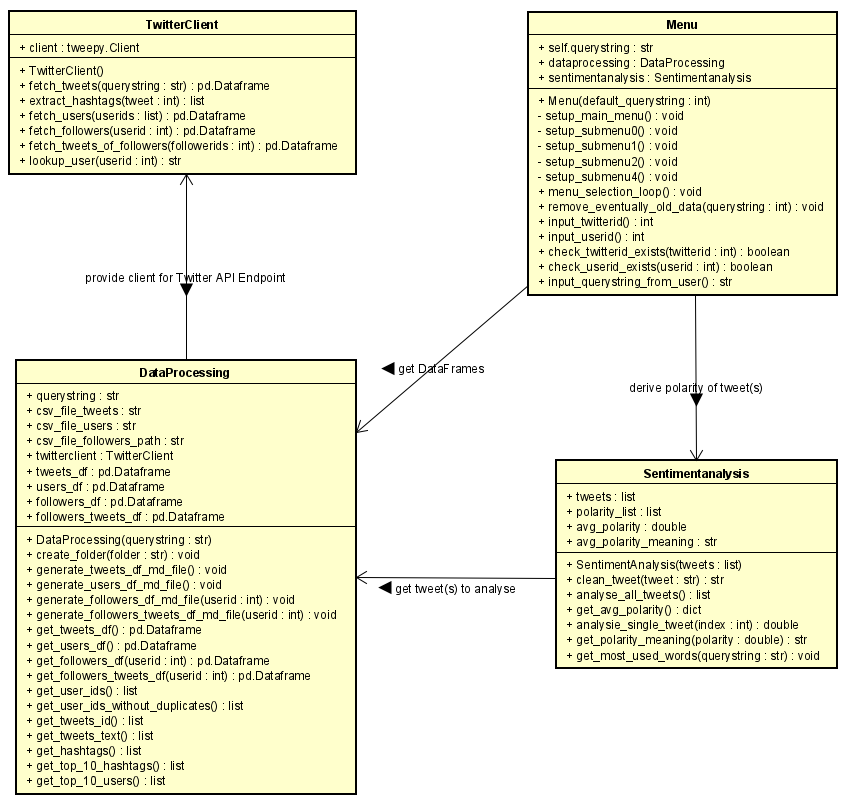 TwitterClient
+ client : tweepy.Client
+ TwitterClient()
+ fetch_tweets(querystring : str) : pd.Dataframe
+ extract_hashtags(tweet : int) : list
+ fetch_users(userids : list) : pd.Dataframe
+ fetch_followers(userid : int) : pd.Dataframe
+ fetch_tweets_of_followers(followerids : int) : pd.Dataframe
+ lookup_user(userid : int) : str
Menu
+ self.querystring : str
+ dataprocessing : DataProcessing
+ sentimentanalysis : Sentimentanalysis
+ Menu(default_querystring : int)
- setup_main_menu() : void
- setup_submenu0() : void
- setup_submenu1() : void
- setup_submenu2() : void
- setup_submenu4() : void
+ menu_selection_loop() : void
+ remove_eventually_old_data(querystring : int) : void
+ input_twitterid() : int
+ input_userid() : int
+ check_twitterid_exists(twitterid : int) : boolean
+ check_userid_exists(userid : int) : boolean
+ input_querystring_from_user() : str
provide client for Twitter API Endpoint
get DataFrames
derive polarity of tweet(s)
DataProcessing
+ querystring : str
+ csv_file_tweets : str
+ csv_file_users : str
+ csv_file_followers_path : str
+ twitterclient : TwitterClient
+ tweets_df : pd.Dataframe
+ users_df : pd.Dataframe
+ followers_df : pd.Dataframe
+ followers_tweets_df : pd.Dataframe
+ DataProcessing(querystring : str)
+ create_folder(folder : str) : void
+ generate_tweets_df_md_file() : void
+ generate_users_df_md_file() : void
+ generate_followers_df_md_file(userid : int) : void
+ generate_followers_tweets_df_md_file(userid : int) : void
+ get_tweets_df() : pd.Dataframe
+ get_users_df() : pd.Dataframe
+ get_followers_df(userid : int) : pd.Dataframe
+ get_followers_tweets_df(userid : int) : pd.Dataframe
+ get_user_ids() : list
+ get_user_ids_without_duplicates() : list
+ get_tweets_id() : list
+ get_tweets_text() : list
+ get_hashtags() : list
+ get_top_10_hashtags() : list
+ get_top_10_users() : list
get tweet(s) to analyse
Sentimentanalysis
+ tweets : list
+ polarity_list : list
+ avg_polarity : double
+ avg_polarity_meaning : str
+ SentimentAnalysis(tweets : list)
+ clean_tweet(tweet : str) : str
+ analyse_all_tweets() : list
+ get_avg_polarity() : dict
+ analysie_single_tweet(index : int) : double
+ get_polarity_meaning(polarity : double) : str
+ get_most_used_words(querystring : str) : void